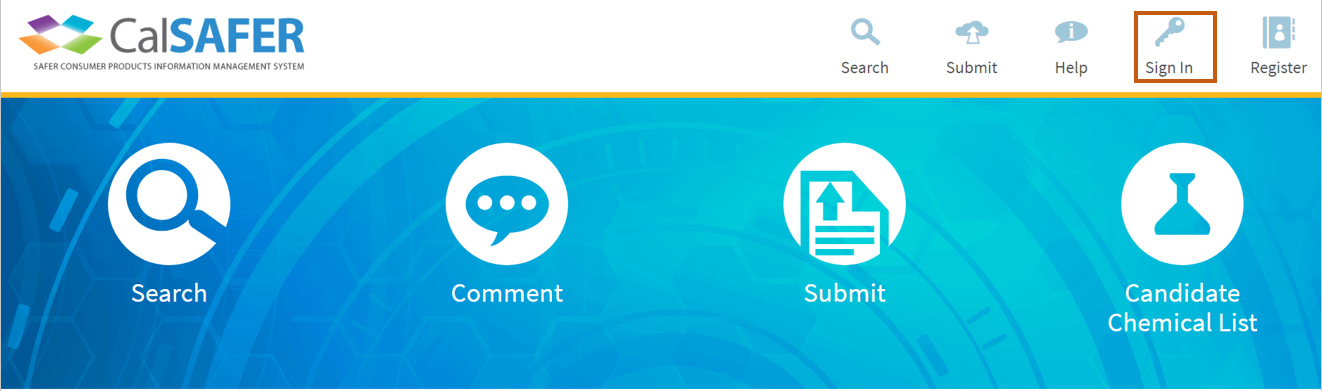 CalSAFER
SAFER CONSUMER PRODUCTS INFORMATION MANAGEMENT SYSTEM
Search Submit Help Sign In Register
Search Comment Submit Candidate
Chemical List